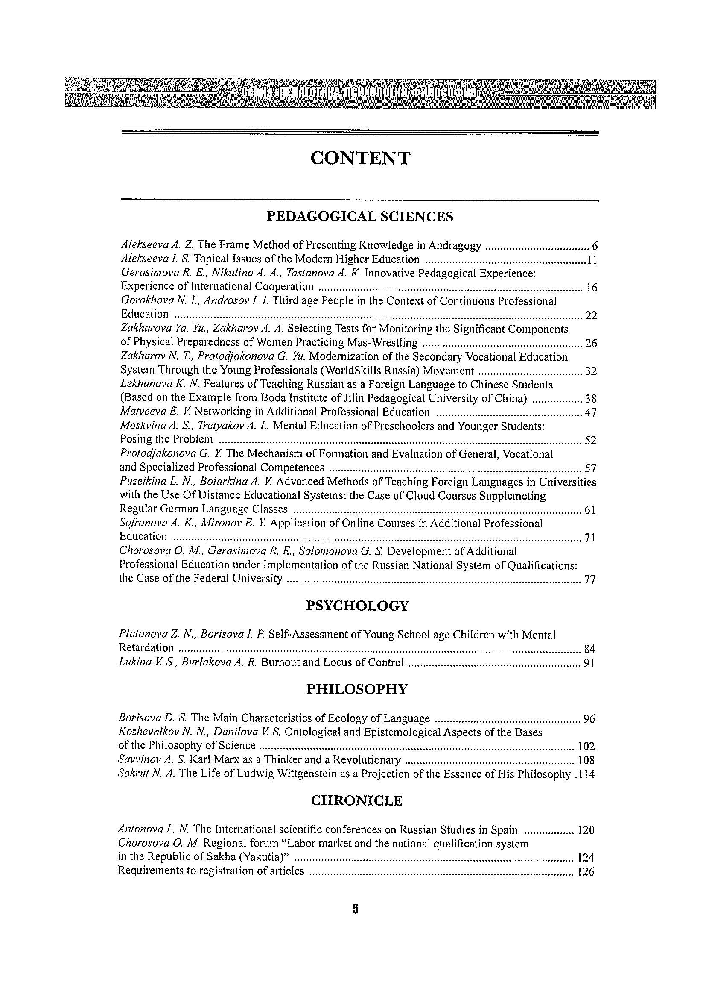 Серия «ПЕДАГОГИКА. ПСИХОЛОГИЯ. ФИЛОСОФИЯ»
CONTENT
PEDAGOGICAL SCIENCES
Alekseeva A. Z. The Frame Method of Presenting Knowledge in Andragogy ................................... 6
Alekseeva I. S. Topical Issues of the Modern Higher Education ......................................................11
Gerasimova R. E., Nikulina A. A., Tastanova A. K. Innovative Pedagogical Experience:
Experience of International Cooperation ......................................................................................... 16
Gorokhova N. I., Androsov I. I. Third age People in the Context of Continuous Professional
Education ......................................................................................................................................... 22
Zakharova Ya. Yu., Zakharov A. A. Selecting Tests for Monitoring the Significant Components
of Physical Preparedness of Women Practicing Mas-Wrestling ...................................................... 26
Zakharov N. T., Protodjakonova G. Yu. Modernization of the Secondary Vocational Education
System Through the Young Professionals (WorldSkills Russia) Movement ................................... 32
Lekhanova K. N. Features of Teaching Russian as a Foreign Language to Chinese Students
(Based on the Example from Boda Institute of Jilin Pedagogical University of China) ................. 38
Matveeva E. V. Networking in Additional Professional Education ................................................. 47
Moskvina A. S., Tretyakov A. L. Mental Education of Preschoolers and Younger Students:
Posing the Problem .......................................................................................................................... 52
Protodjakonova G. Y. The Mechanism of Formation and Evaluation of General, Vocational
and Specialized Professional Competences ..................................................................................... 57
Puzeikina L. N., Boiarkina A. V. Advanced Methods of Teaching Foreign Languages in Universities
with the Use Of Distance Educational Systems: the Case of Cloud Courses Supplemeting
Regular German Language Classes ................................................................................................. 61
Sofronova A. K., Mironov E. Y. Application of Online Courses in Additional Professional
Education ......................................................................................................................................... 71
Chorosova O. M., Gerasimova R. E., Solomonova G. S. Development of Additional
Professional Education under Implementation of the Russian National System of Qualifications:
the Case of the Federal University ................................................................................................... 77
PSYCHOLOGY
Platonova Z. N., Borisova I. P. Self-Assessment of Young School age Children with Mental
Retardation ....................................................................................................................................... 84
Lukina V. S., Burlakova A. R. Burnout and Locus of Control .......................................................... 91
PHILOSOPHY
Borisova D. S. The Main Characteristics of Ecology of Language ................................................. 96
Kozhevnikov N. N., Danilova V. S. Ontological and Epistemological Aspects of the Bases
of the Philosophy of Science .......................................................................................................... 102
Savvinov A. S. Karl Marx as a Thinker and a Revolutionary ......................................................... 108
Sokrut N. A. The Life of Ludwig Wittgenstein as a Projection of the Essence of His Philosophy .114
CHRONICLE
Antonova L. N. The International scientific conferences on Russian Studies in Spain ................. 120
Chorosova O. M. Regional forum “Labor market and the national qualification system
in the Republic of Sakha (Yakutia)” .............................................................................................. 124
Requirements to registration of articles ......................................................................................... 126
5